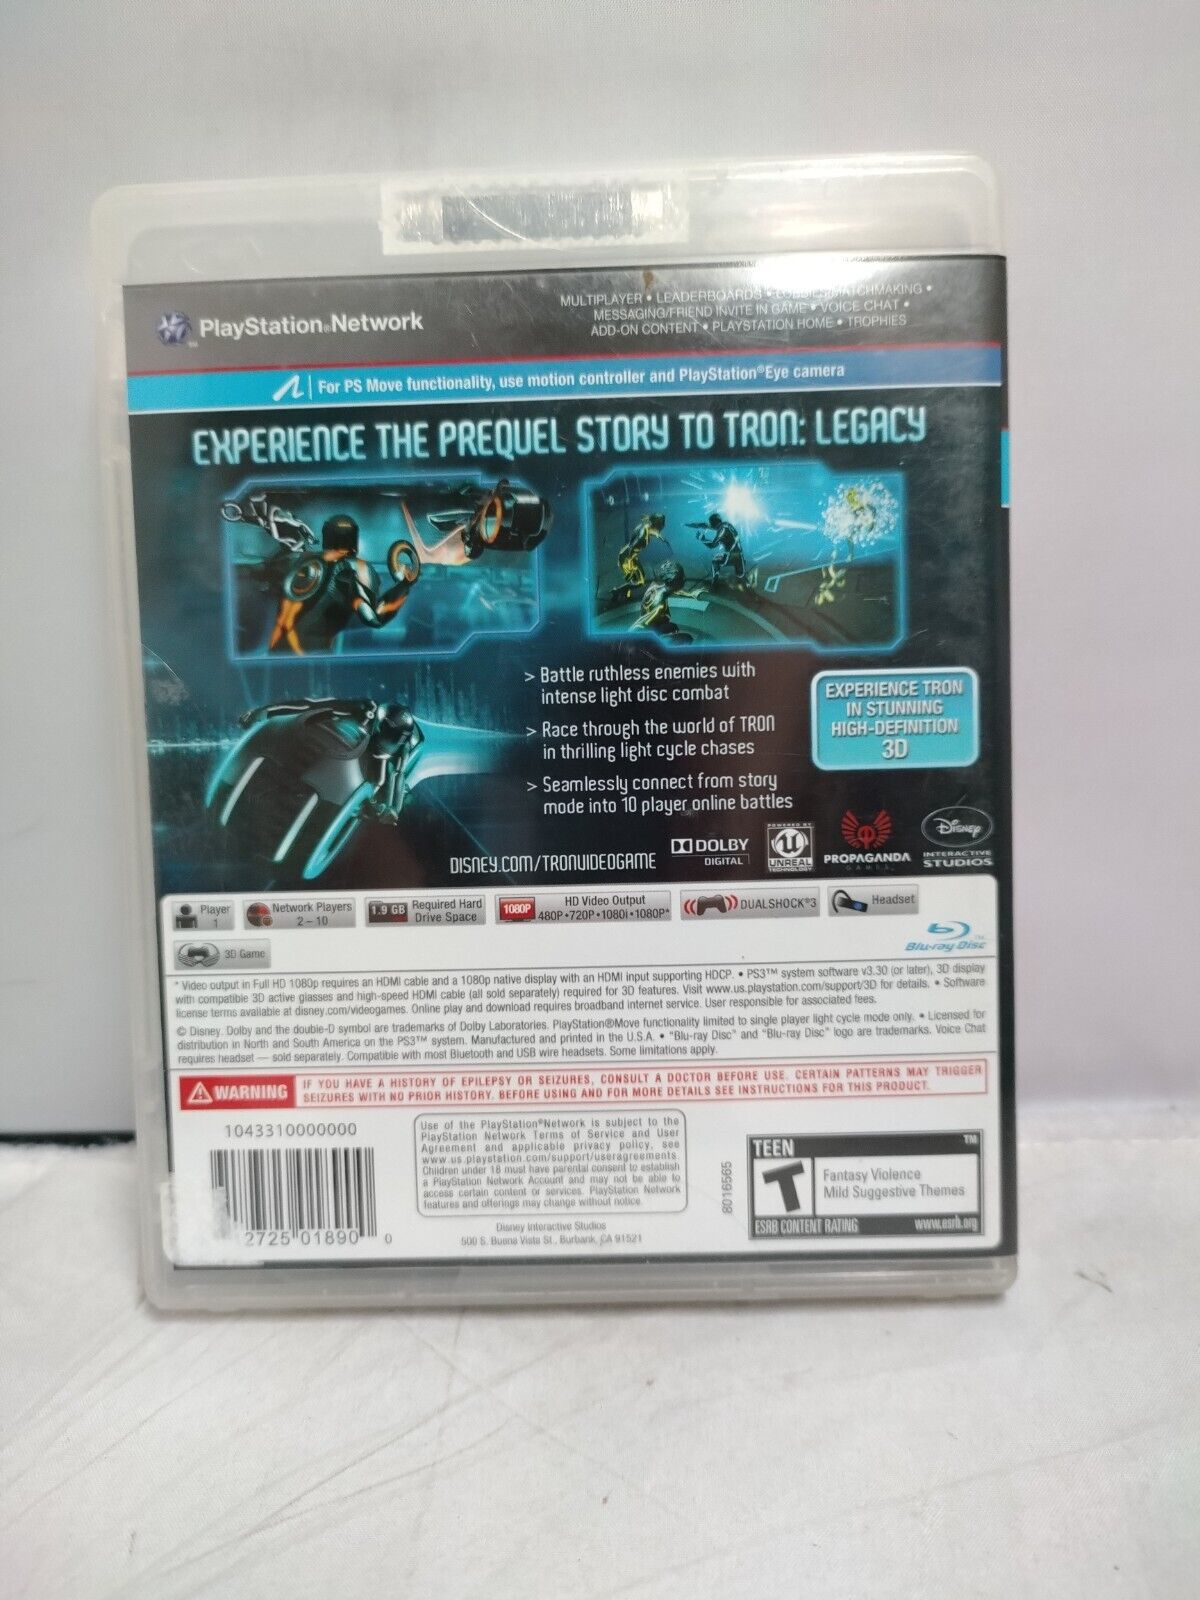 PlayStation®Network
MULTIPLAYER • LEADERBOARDS • LOBBIES/MATCHMAKING •
MESSAGING/FRIEND INVITE IN GAME • VOICE CHAT •
ADD-ON CONTENT • PLAYSTATION HOME • TROPHIES
For PS Move functionality, use motion controller and PlayStation®Eye camera
EXPERIENCE THE PREQUEL STORY TO TRON: LEGACY
> Battle ruthless enemies with
intense light disc combat
> Race through the world of TRON
in thrilling light cycle chases
> Seamlessly connect from story
mode into 10 player online battles
EXPERIENCE TRON
IN STUNNING
HIGH-DEFINITION
3D
DISNEY.COM/TRONVIDEOGAME
DOLBY
DIGITAL
POWERED BY
UNREAL
TECHNOLOGY
PROPAGANDA
GAMES
DISNEY
INTERACTIVE
STUDIOS
Player
1
Network Players
2 – 10
1.9 GB
Required Hard
Drive Space
1080P
HD Video Output
480P•720P•1080i•1080P*
DUALSHOCK®3
Headset
3D Game
Blu-ray Disc™
* Video output in Full HD 1080p requires an HDMI cable and a 1080p native display with an HDMI input supporting HDCP. • PS3™ system software v3.30 (or later), 3D display
with compatible 3D active glasses and high-speed HDMI cable (all sold separately) required for 3D features. Visit www.us.playstation.com/support/3D for details. • Software
license terms available at disney.com/videogames. Online play and download requires broadband internet service. User responsible for associated fees.
© Disney. Dolby and the double-D symbol are trademarks of Dolby Laboratories. PlayStation®Move functionality limited to single player light cycle mode only. • Licensed for
distribution in North and South America on the PS3™ system. Manufactured and printed in the U.S.A. • "Blu-ray Disc" and "Blu-ray Disc" logo are trademarks. Voice Chat
requires headset — sold separately. Compatible with most Bluetooth and USB wire headsets. Some limitations apply.
WARNING
IF YOU HAVE A HISTORY OF EPILEPSY OR SEIZURES, CONSULT A DOCTOR BEFORE USE. CERTAIN PATTERNS MAY TRIGGER
SEIZURES WITH NO PRIOR HISTORY. BEFORE USING AND FOR MORE DETAILS SEE INSTRUCTIONS FOR THIS PRODUCT.
1043310000000
2725 01890 0
Use of the PlayStation®Network is subject to the
PlayStation Network Terms of Service and User
Agreement and applicable privacy policy, see
www.us.playstation.com/support/useragreements.
Children under 18 must have parental consent to establish
a PlayStation Network Account and may not be able to
access certain content or services. PlayStation Network
features and offerings may change without notice.
Disney Interactive Studios
500 S. Buena Vista St., Burbank, CA 91521
8016565
TEEN
™
T
Fantasy Violence
Mild Suggestive Themes
ESRB CONTENT RATING
www.esrb.org